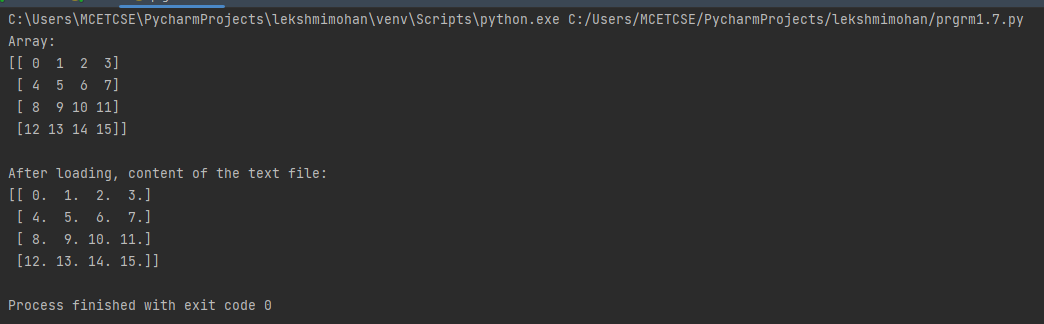 C:\Users\MCETCSE\PycharmProjects\lekshmimohan\venv\Scripts\python.exe C:/Users/MCETCSE/PycharmProjects/lekshmimohan/prgrm1.7.py
Array:
[[ 0  1  2  3]
 [ 4  5  6  7]
 [ 8  9 10 11]
 [12 13 14 15]]

After loading, content of the text file:
[[ 0.  1.  2.  3.]
 [ 4.  5.  6.  7.]
 [ 8.  9. 10. 11.]
 [12. 13. 14. 15.]]

Process finished with exit code 0